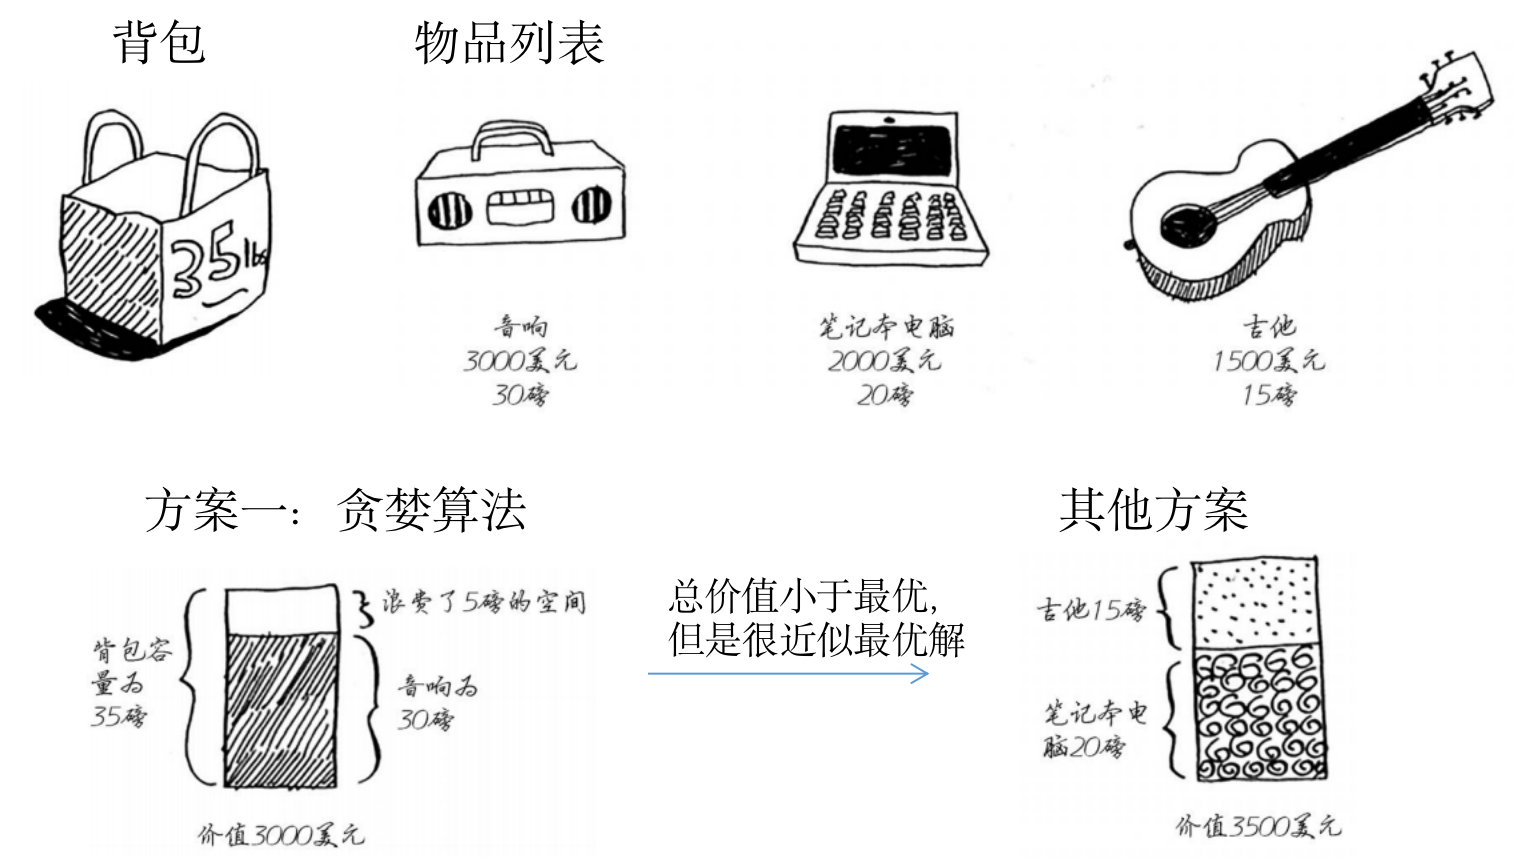 背包
物品列表
35lbs
音响
3000美元
30磅
笔记本电脑
2000美元
20磅
吉他
1500美元
15磅
方案一：贪婪算法
其他方案
背包容
量为
35磅
浪费了5磅的空间
音响为
30磅
价值3000美元
总价值小于最优，
但是很近似最优解
吉他15磅
笔记本电
脑20磅
价值3500美元